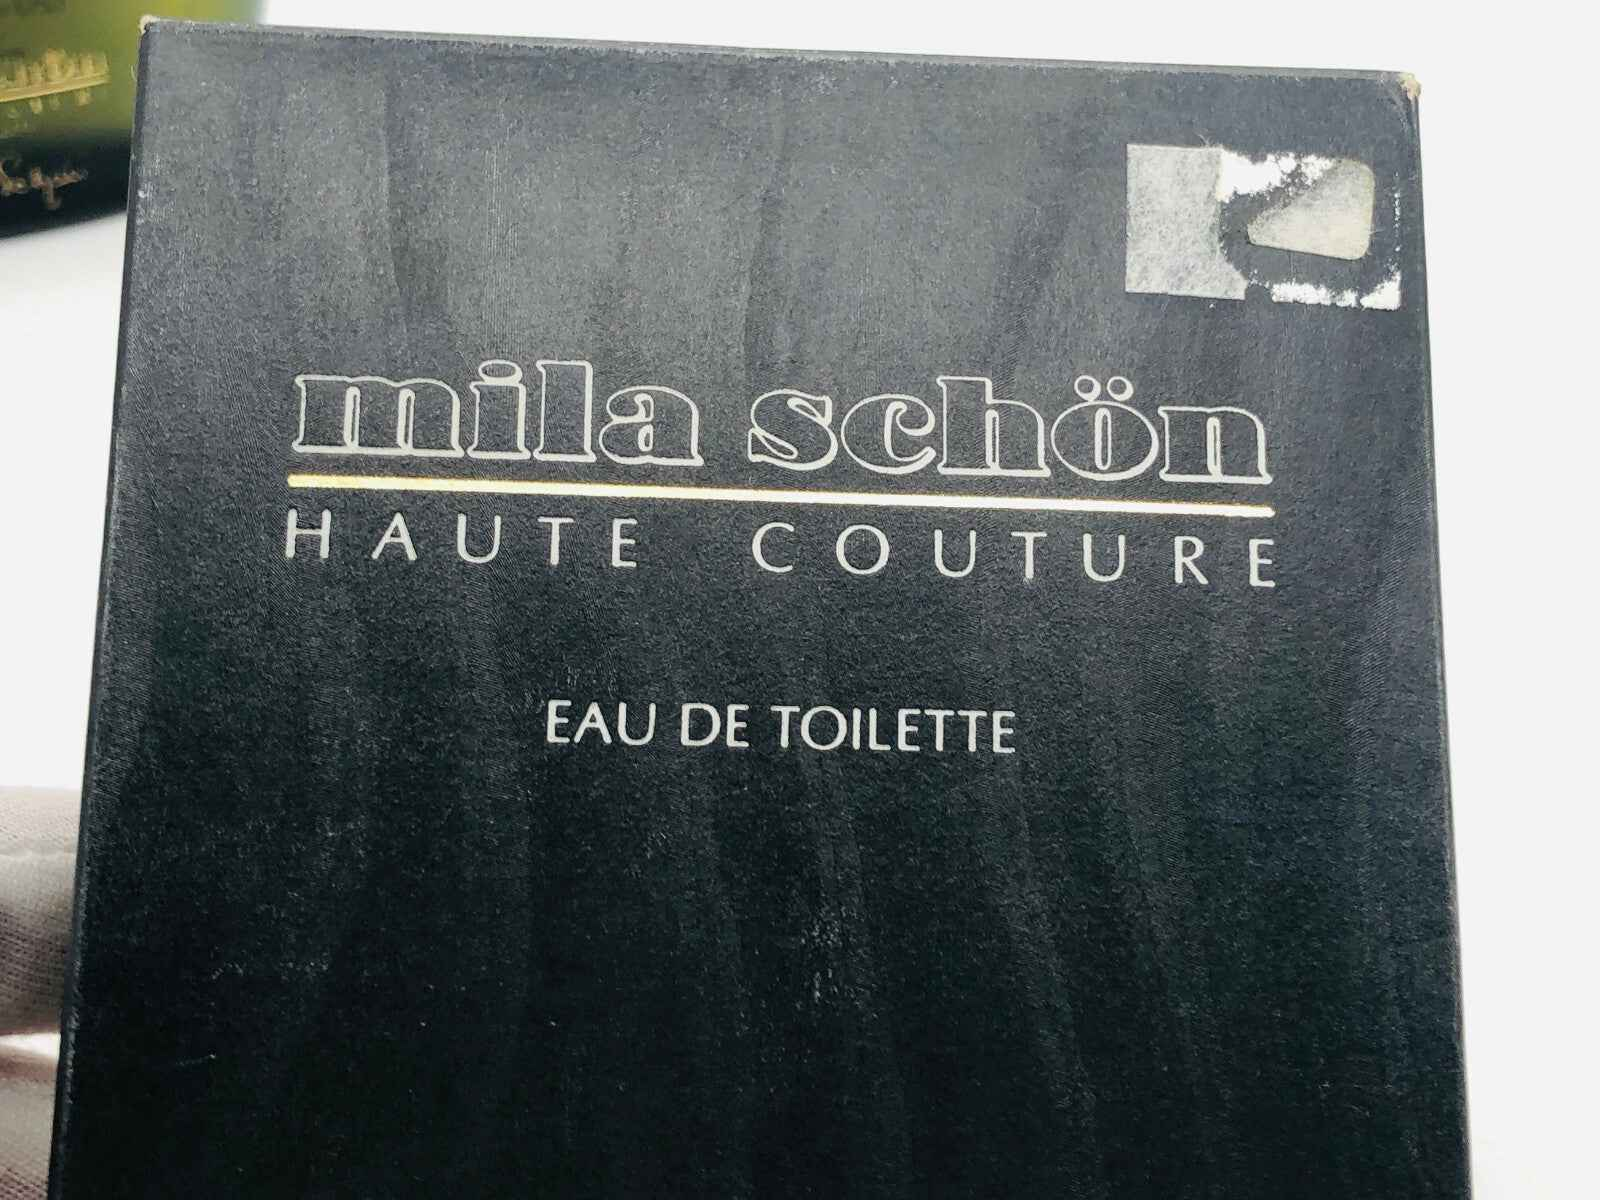 mila schön
HAUTE COUTURE
EAU DE TOILETTE